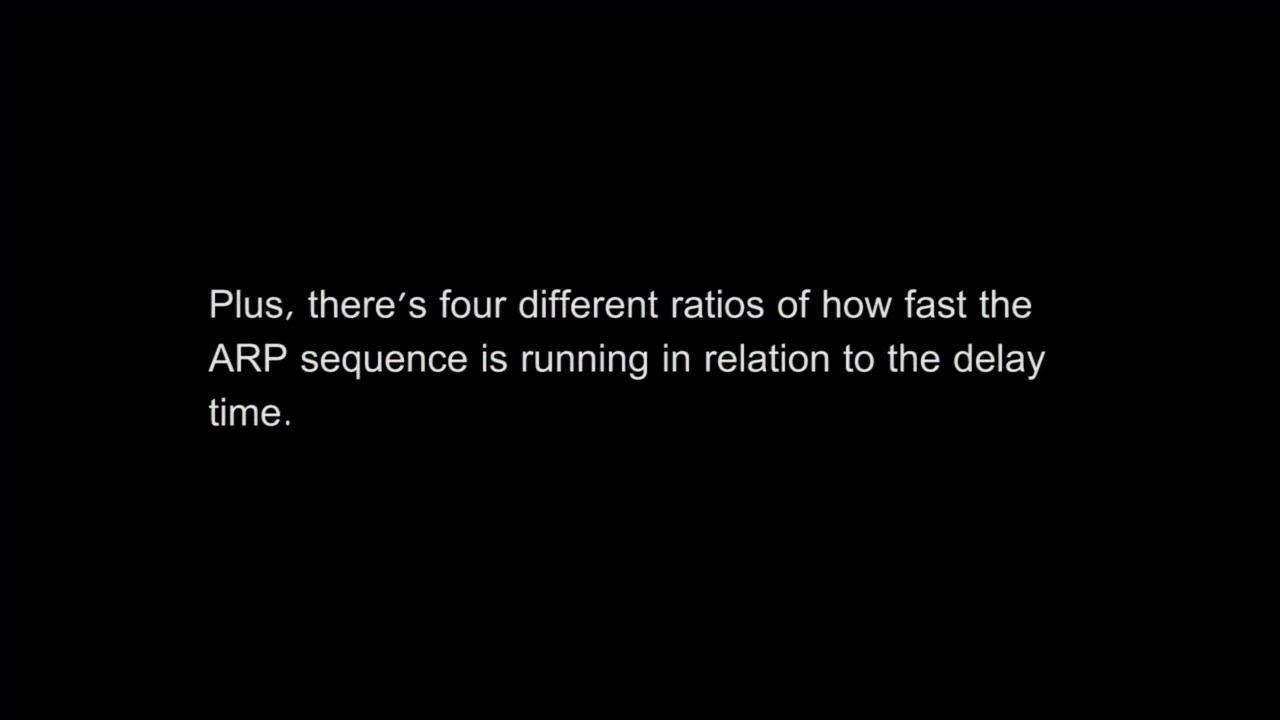 Plus, there's four different ratios of how fast the
ARP sequence is running in relation to the delay
time.